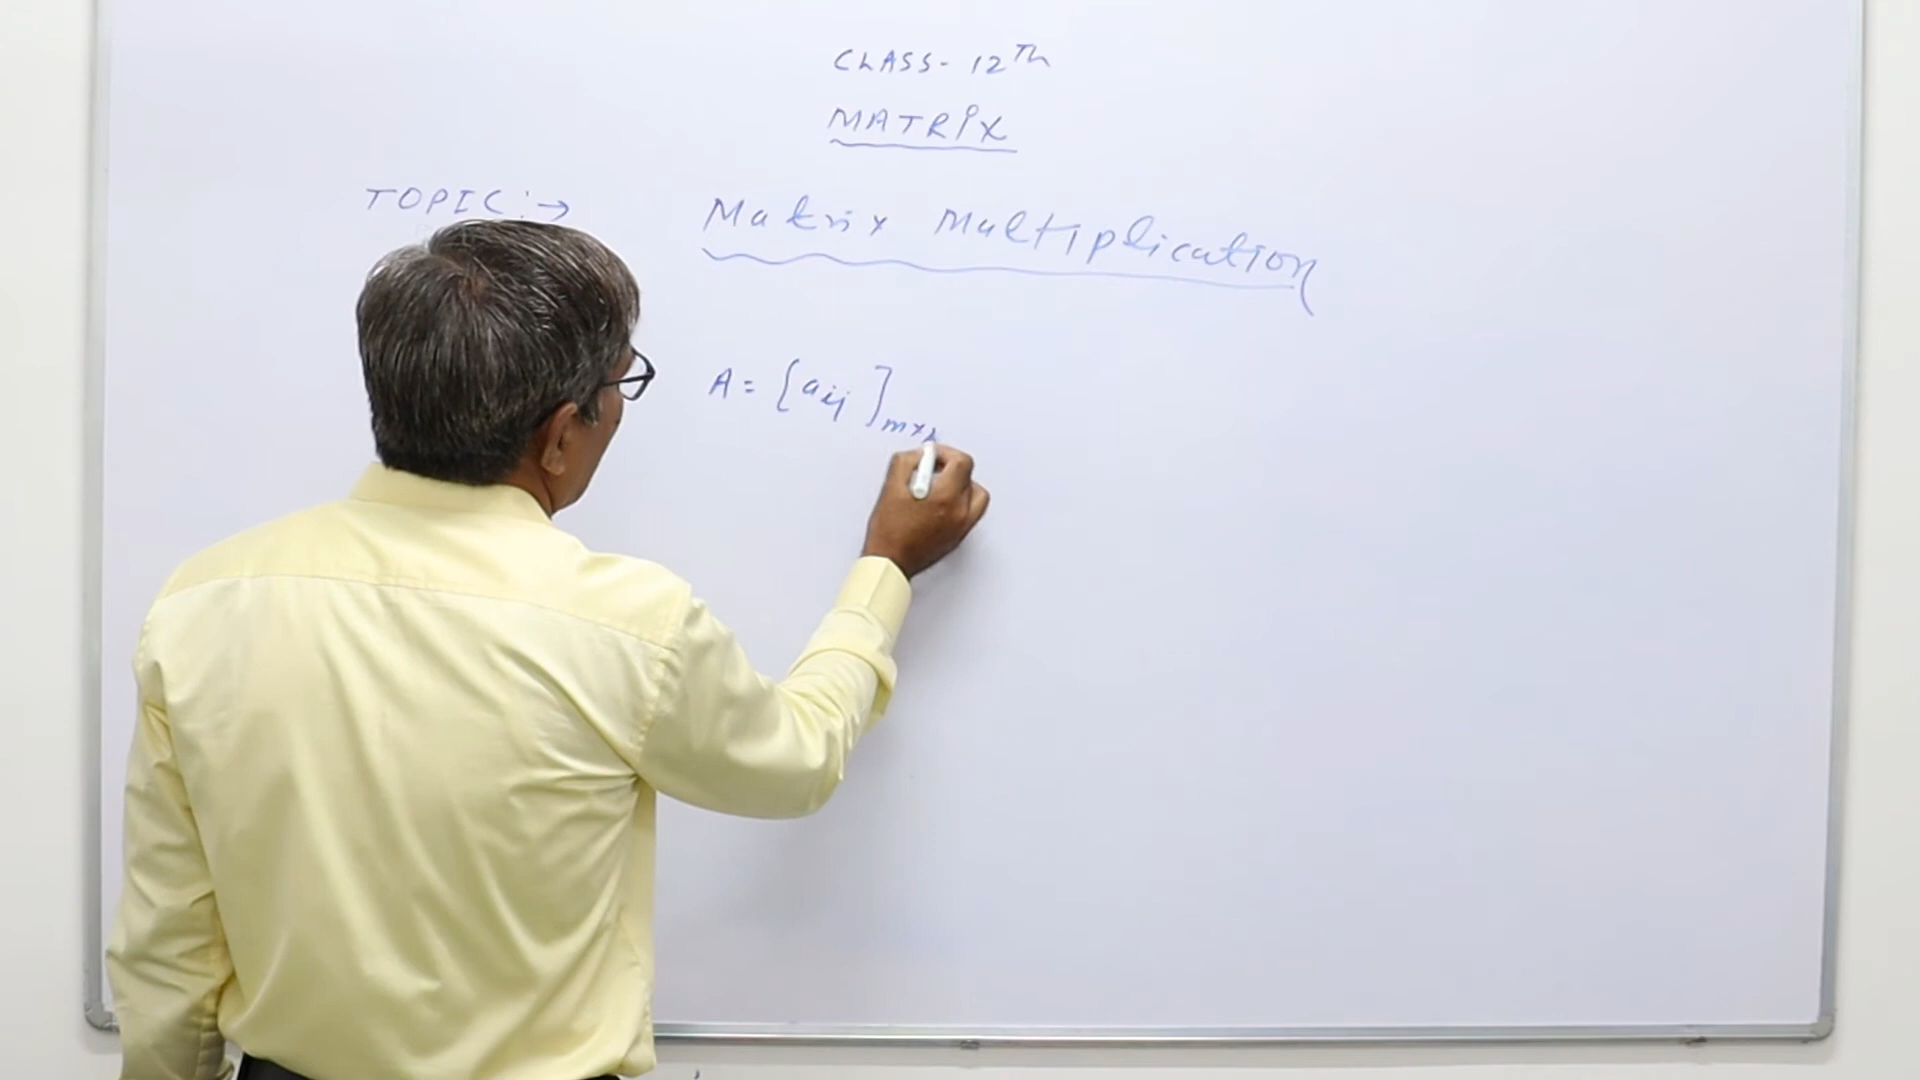 CLASS- 12Th
MATRIX
TOPIC:→ Matrix Multiplication
A = [aij]m×